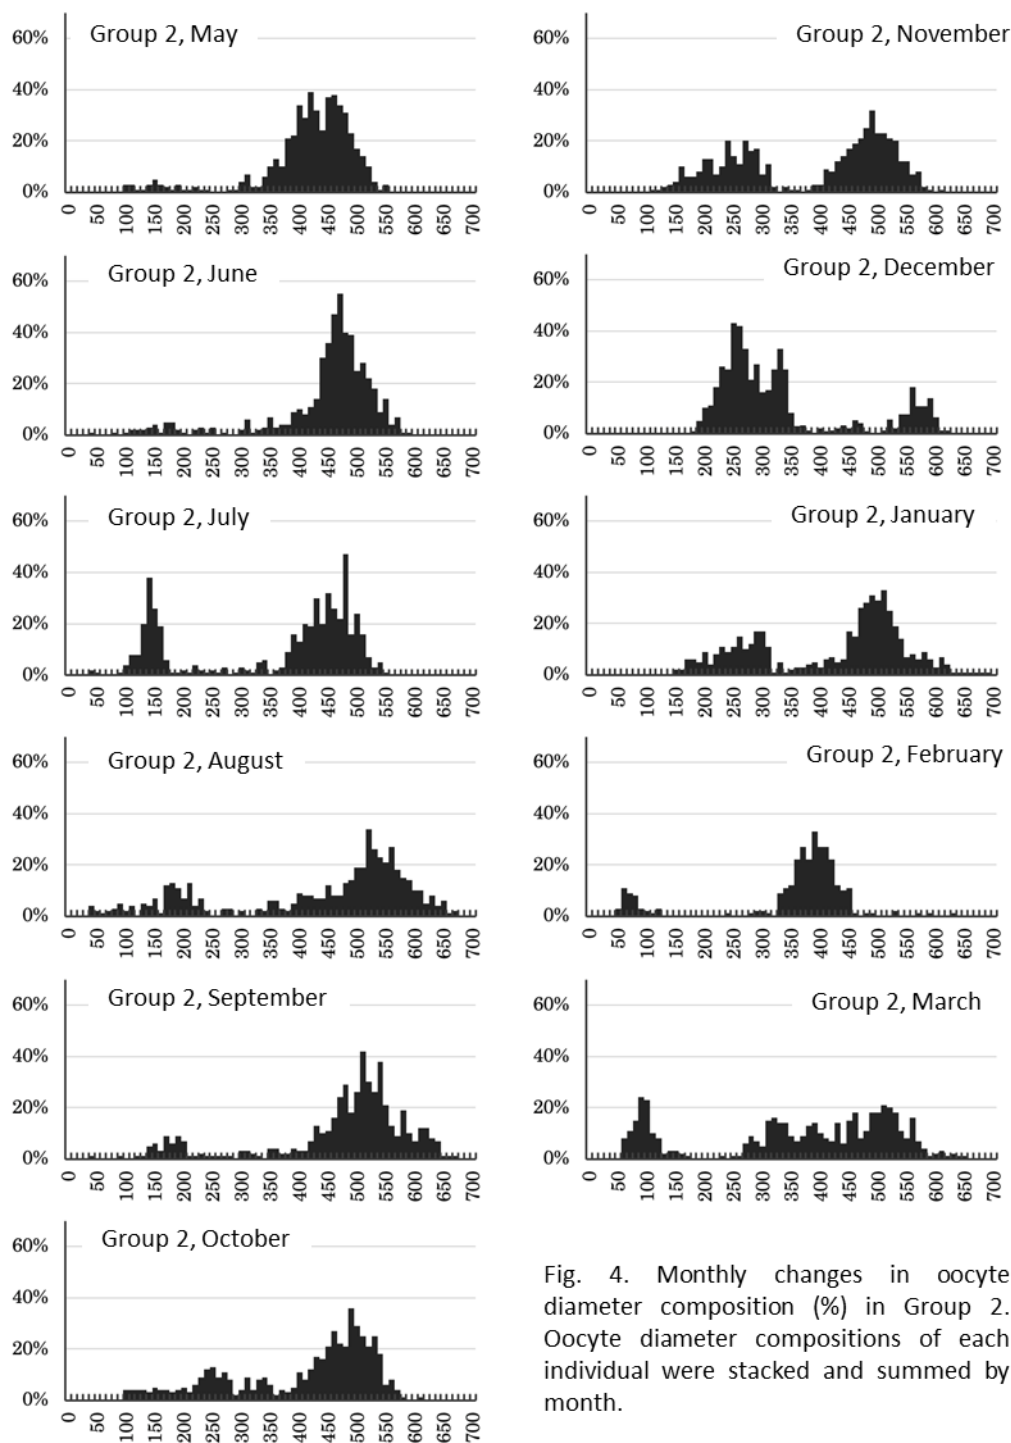 Group 2, May
60%
40%
20%
0%
0 50 100 150 200 250 300 350 400 450 500 550 600 650 700
Group 2, June
60%
40%
20%
0%
0 50 100 150 200 250 300 350 400 450 500 550 600 650 700
Group 2, July
60%
40%
20%
0%
0 50 100 150 200 250 300 350 400 450 500 550 600 650 700
Group 2, August
60%
40%
20%
0%
0 50 100 150 200 250 300 350 400 450 500 550 600 650 700
Group 2, September
60%
40%
20%
0%
0 50 100 150 200 250 300 350 400 450 500 550 600 650 700
Group 2, October
60%
40%
20%
0%
0 50 100 150 200 250 300 350 400 450 500 550 600 650 700
Group 2, November
60%
40%
20%
0%
0 50 100 150 200 250 300 350 400 450 500 550 600 650 700
Group 2, December
60%
40%
20%
0%
0 50 100 150 200 250 300 350 400 450 500 550 600 650 700
Group 2, January
60%
40%
20%
0%
0 50 100 150 200 250 300 350 400 450 500 550 600 650 700
Group 2, February
60%
40%
20%
0%
0 50 100 150 200 250 300 350 400 450 500 550 600 650 700
Group 2, March
60%
40%
20%
0%
0 50 100 150 200 250 300 350 400 450 500 550 600 650 700
Fig. 4. Monthly changes in oocyte
diameter composition (%) in Group 2.
Oocyte diameter compositions of each
individual were stacked and summed by
month.